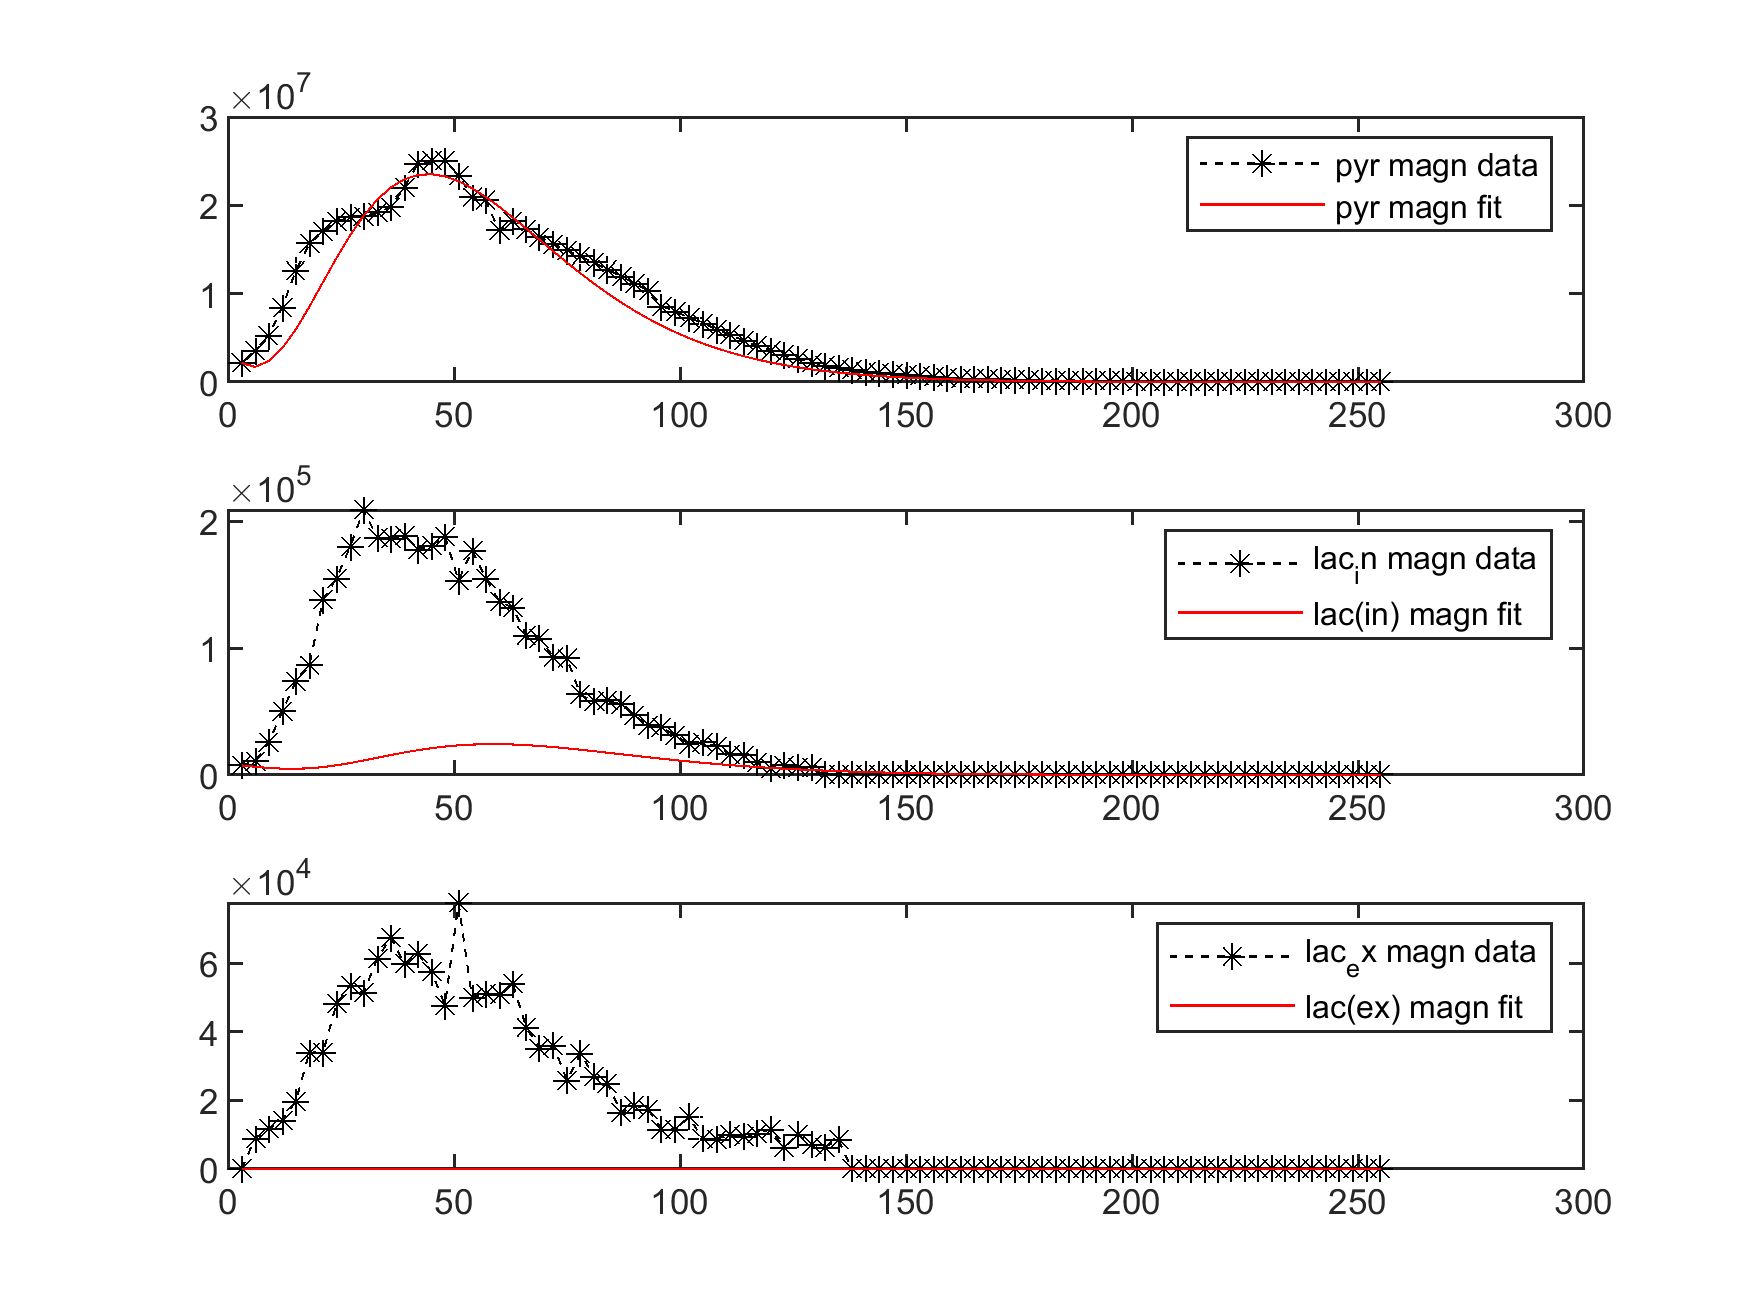 ×10^7
3
2
1
0
pyr magn data
pyr magn fit
0 50 100 150 200 250 300
×10^5
2
1
0
lac_in magn data
lac(in) magn fit
0 50 100 150 200 250 300
×10^4
6
4
2
0
lac_ex magn data
lac(ex) magn fit
0 50 100 150 200 250 300